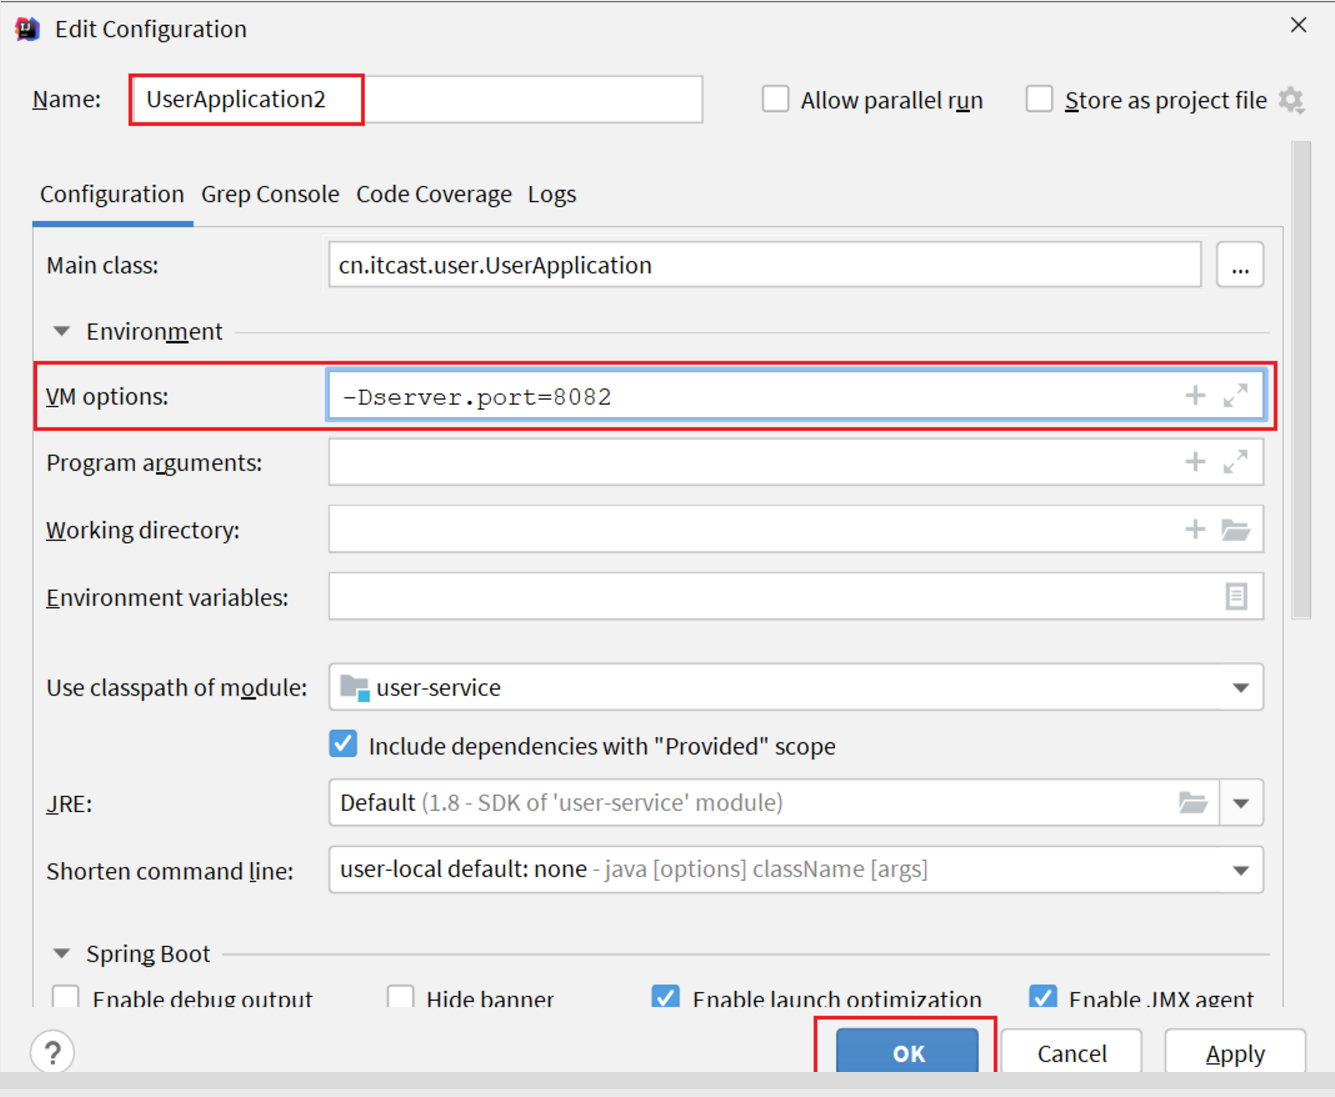 Edit Configuration
Name: UserApplication2 Allow parallel run Store as project file
Configuration Grep Console Code Coverage Logs
Main class: cn.itcast.user.UserApplication ...
Environment
VM options: -Dserver.port=8082
Program arguments:
Working directory:
Environment variables:
Use classpath of module: user-service
Include dependencies with "Provided" scope
JRE: Default (1.8 - SDK of 'user-service' module)
Shorten command line: user-local default: none - java [options] className [args]
Spring Boot
Enable debug output Hide banner Enable launch optimization Enable JMX agent
? OK Cancel Apply